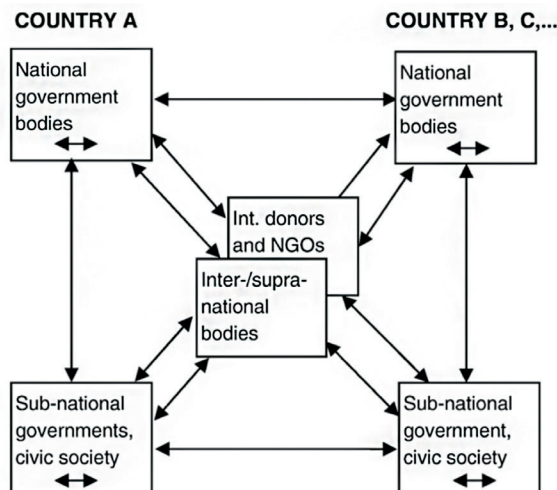 COUNTRY A
COUNTRY B, C,...
National
government
bodies
National
government
bodies
Int. donors
and NGOs
Inter-/supra-
national
bodies
Sub-national
governments,
civic society
Sub-national
government,
civic society